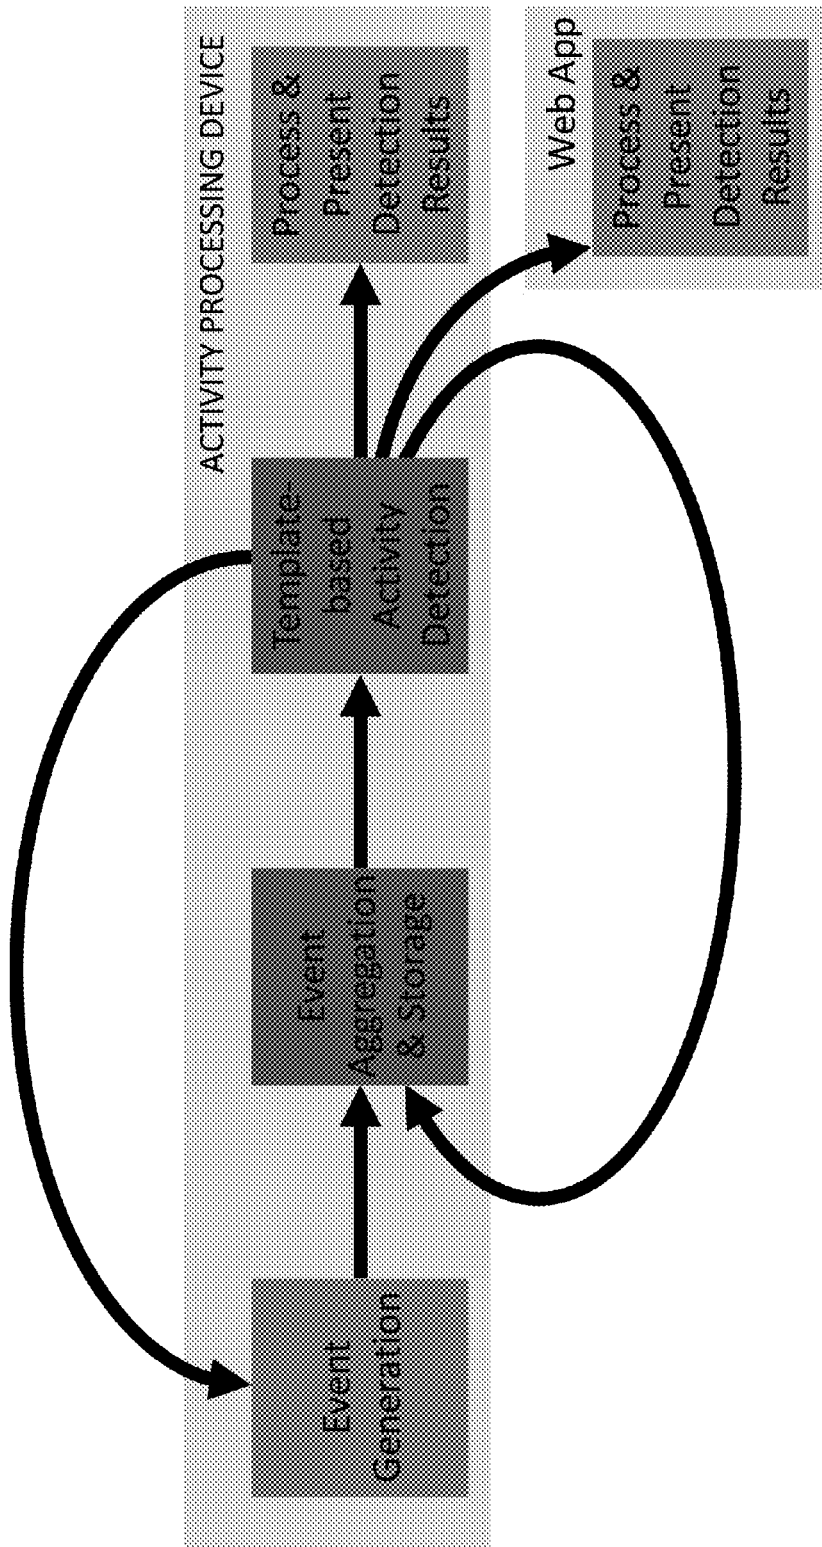 ACTIVITY PROCESSING DEVICE
Event
Generation
Event
Aggregation
& Storage
Template-
based
Activity
Detection
Process &
Present
Detection
Results
Web App
Process &
Present
Detection
Results